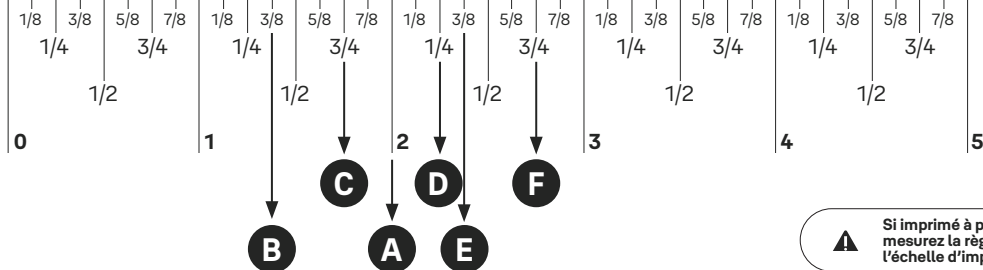 1/8 3/8 5/8 7/8 1/8 3/8 5/8 7/8 1/8 3/8 5/8 7/8 1/8 3/8 5/8 7/8 1/8 3/8 5/8 7/8
1/4 3/4 1/4 3/4 1/4 3/4 1/4 3/4 1/4 3/4
1/2 1/2 1/2 1/2 1/2
0 1 2 3 4 5
C D F
B A E
Si imprimé à p
mesurez la règ
l'échelle d'imp